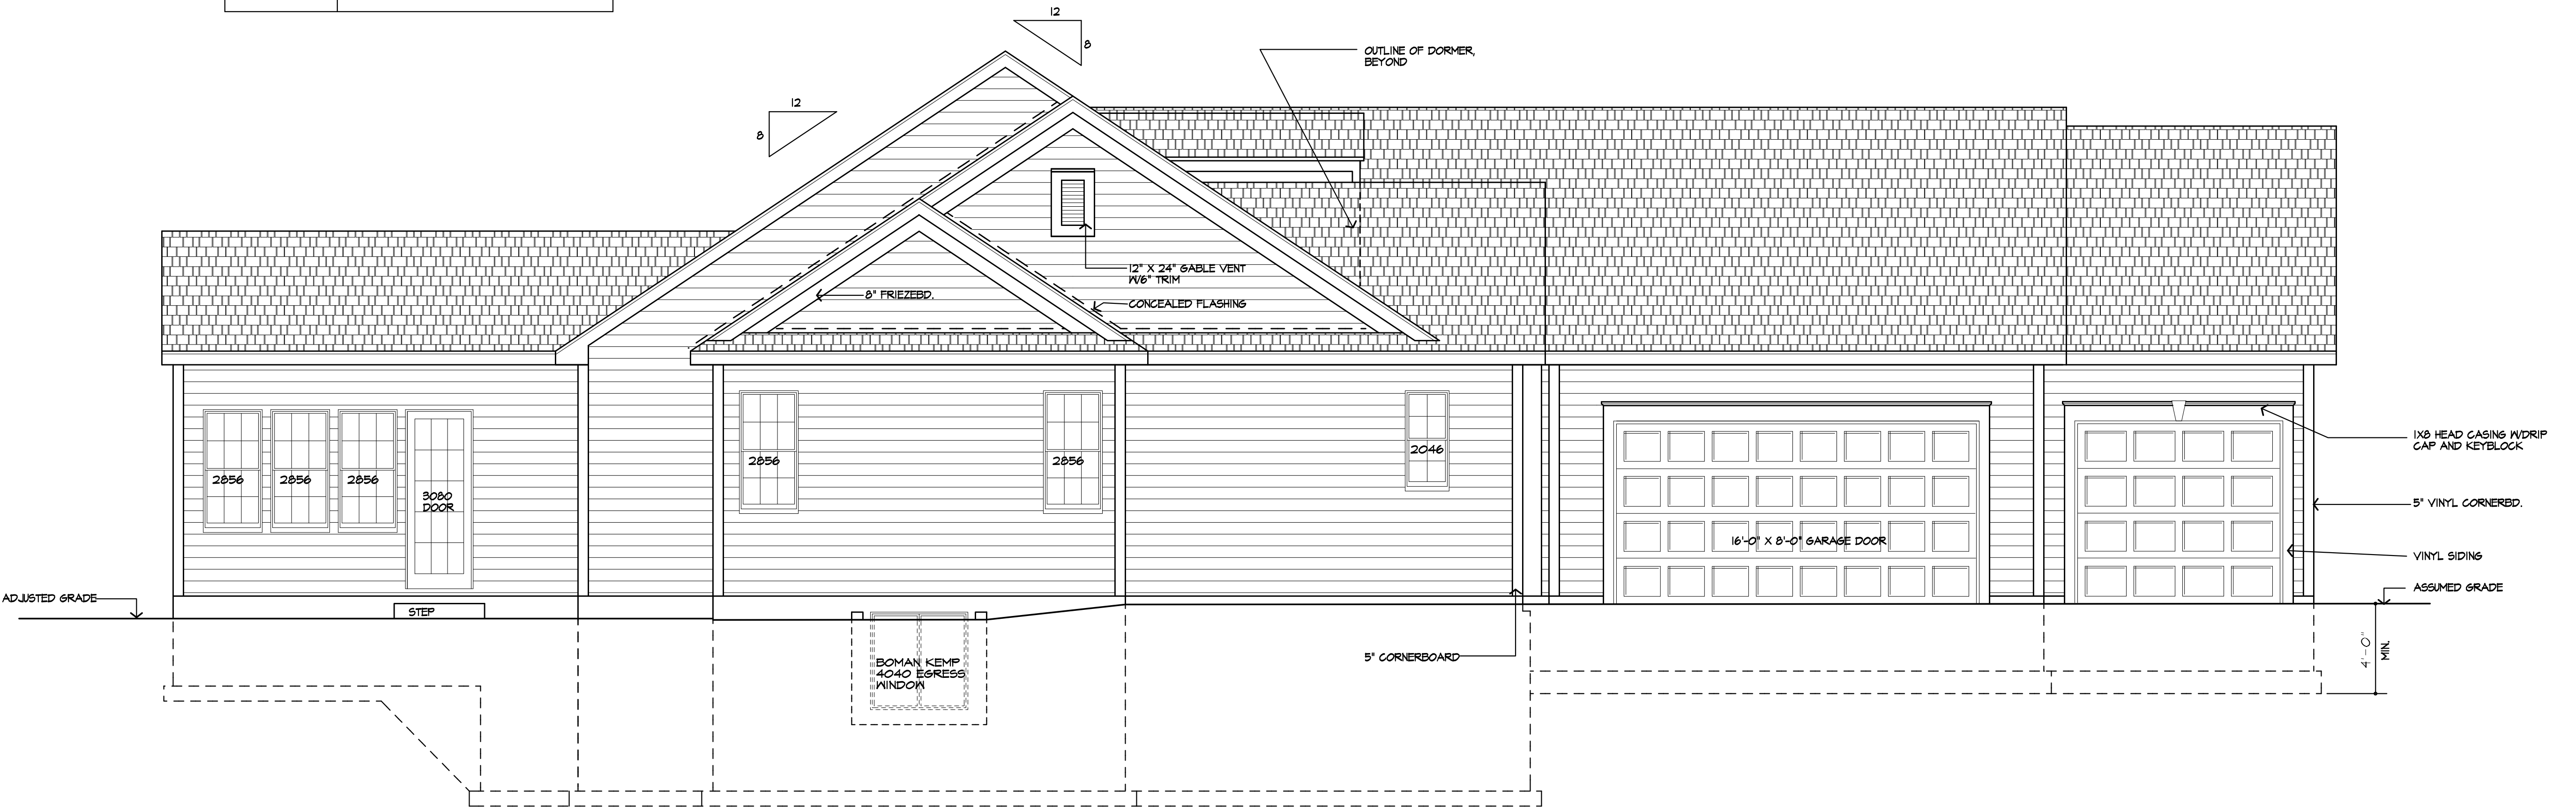 12
8
12
8
OUTLINE OF DORMER,
BEYOND
12" X 24" GABLE VENT
W/6" TRIM
8" FRIEZEBD.
CONCEALED FLASHING
2856
2856
2856
3080
DOOR
2856
2856
2046
16'-0" X 8'-0" GARAGE DOOR
1X8 HEAD CASING W/DRIP
CAP AND KEYBLOCK
5" VINYL CORNERBD.
VINYL SIDING
ASSUMED GRADE
ADJUSTED GRADE
STEP
BOMAN KEMP
4040 EGRESS
WINDOW
5" CORNERBOARD
4'-0"
MIN.